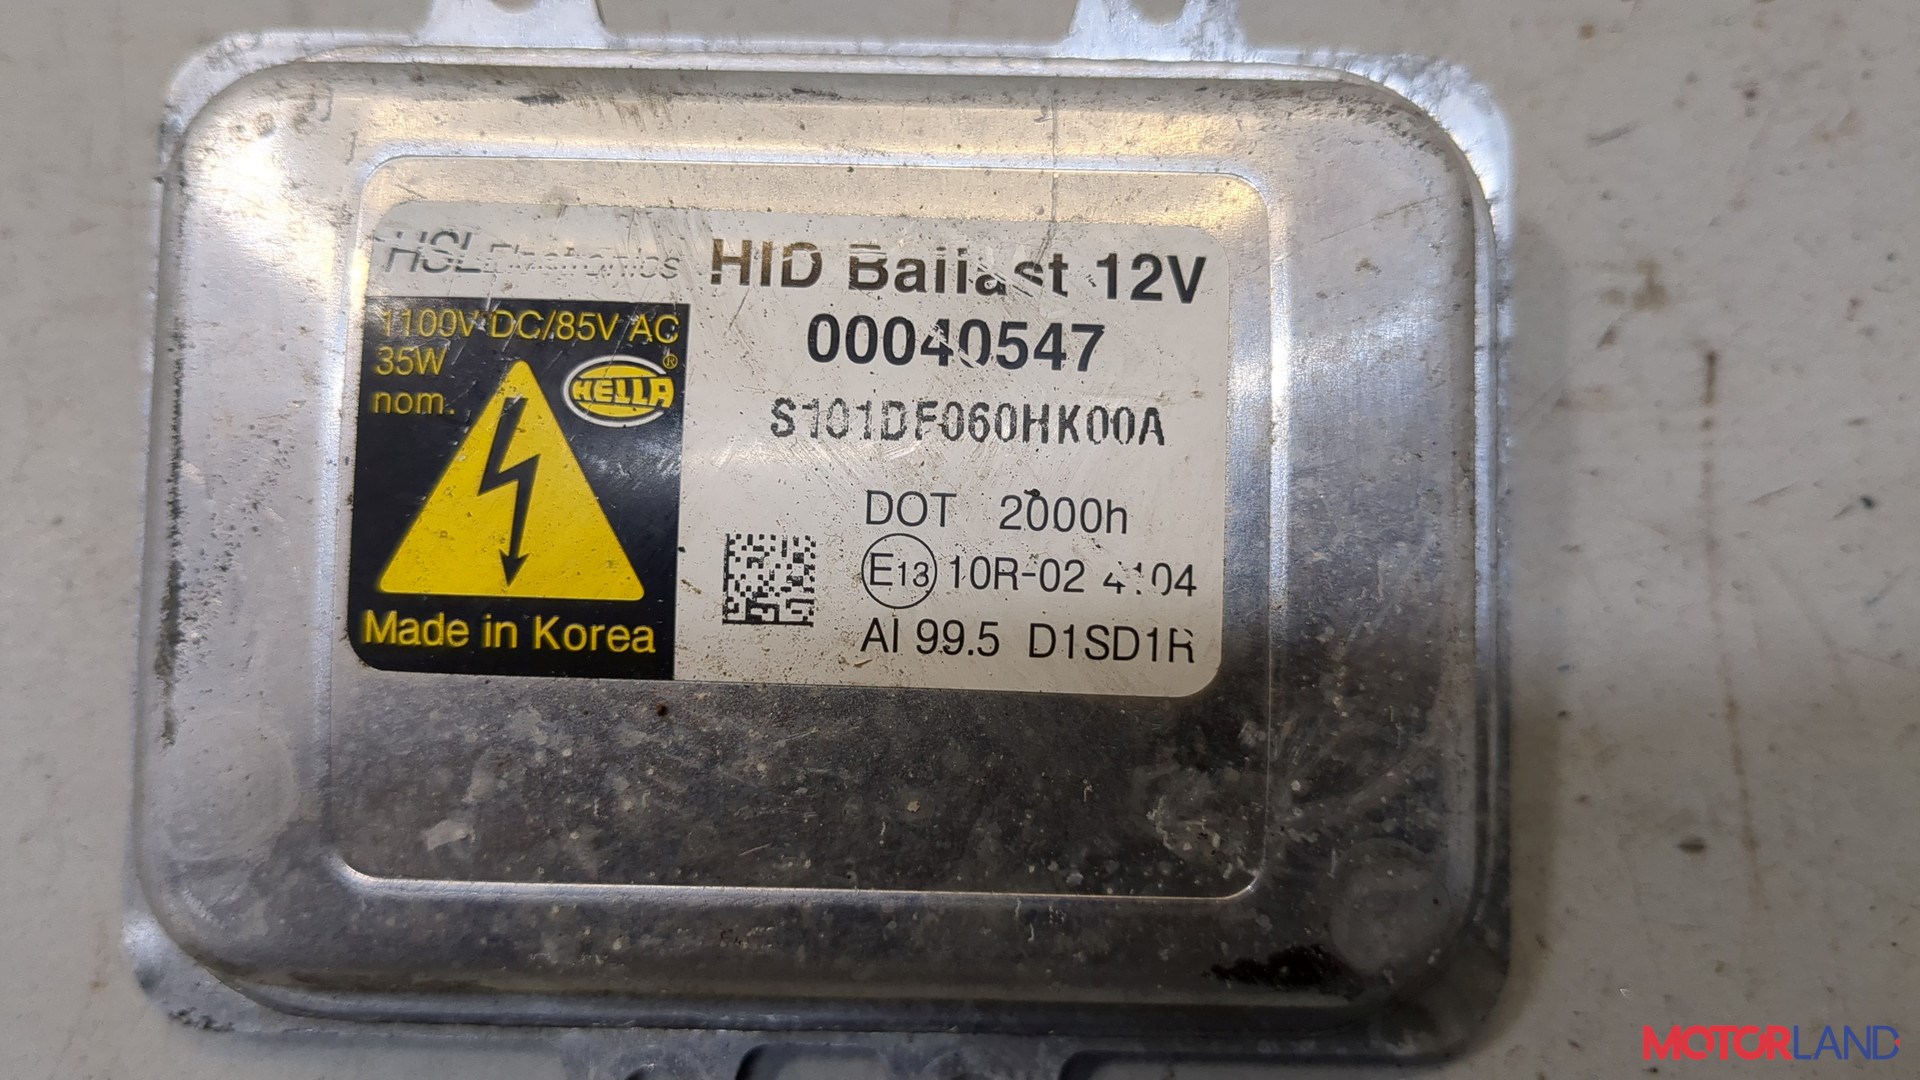 HSL Electronics
HID Ballast 12V
1100V DC/85V AC
35W
nom.
HELLA®
Made in Korea
00040547
S101DF060HK00A
DOT 2000h
E13 10R-02 4104
AI 99.5 D1SD1R
MOTORLAND